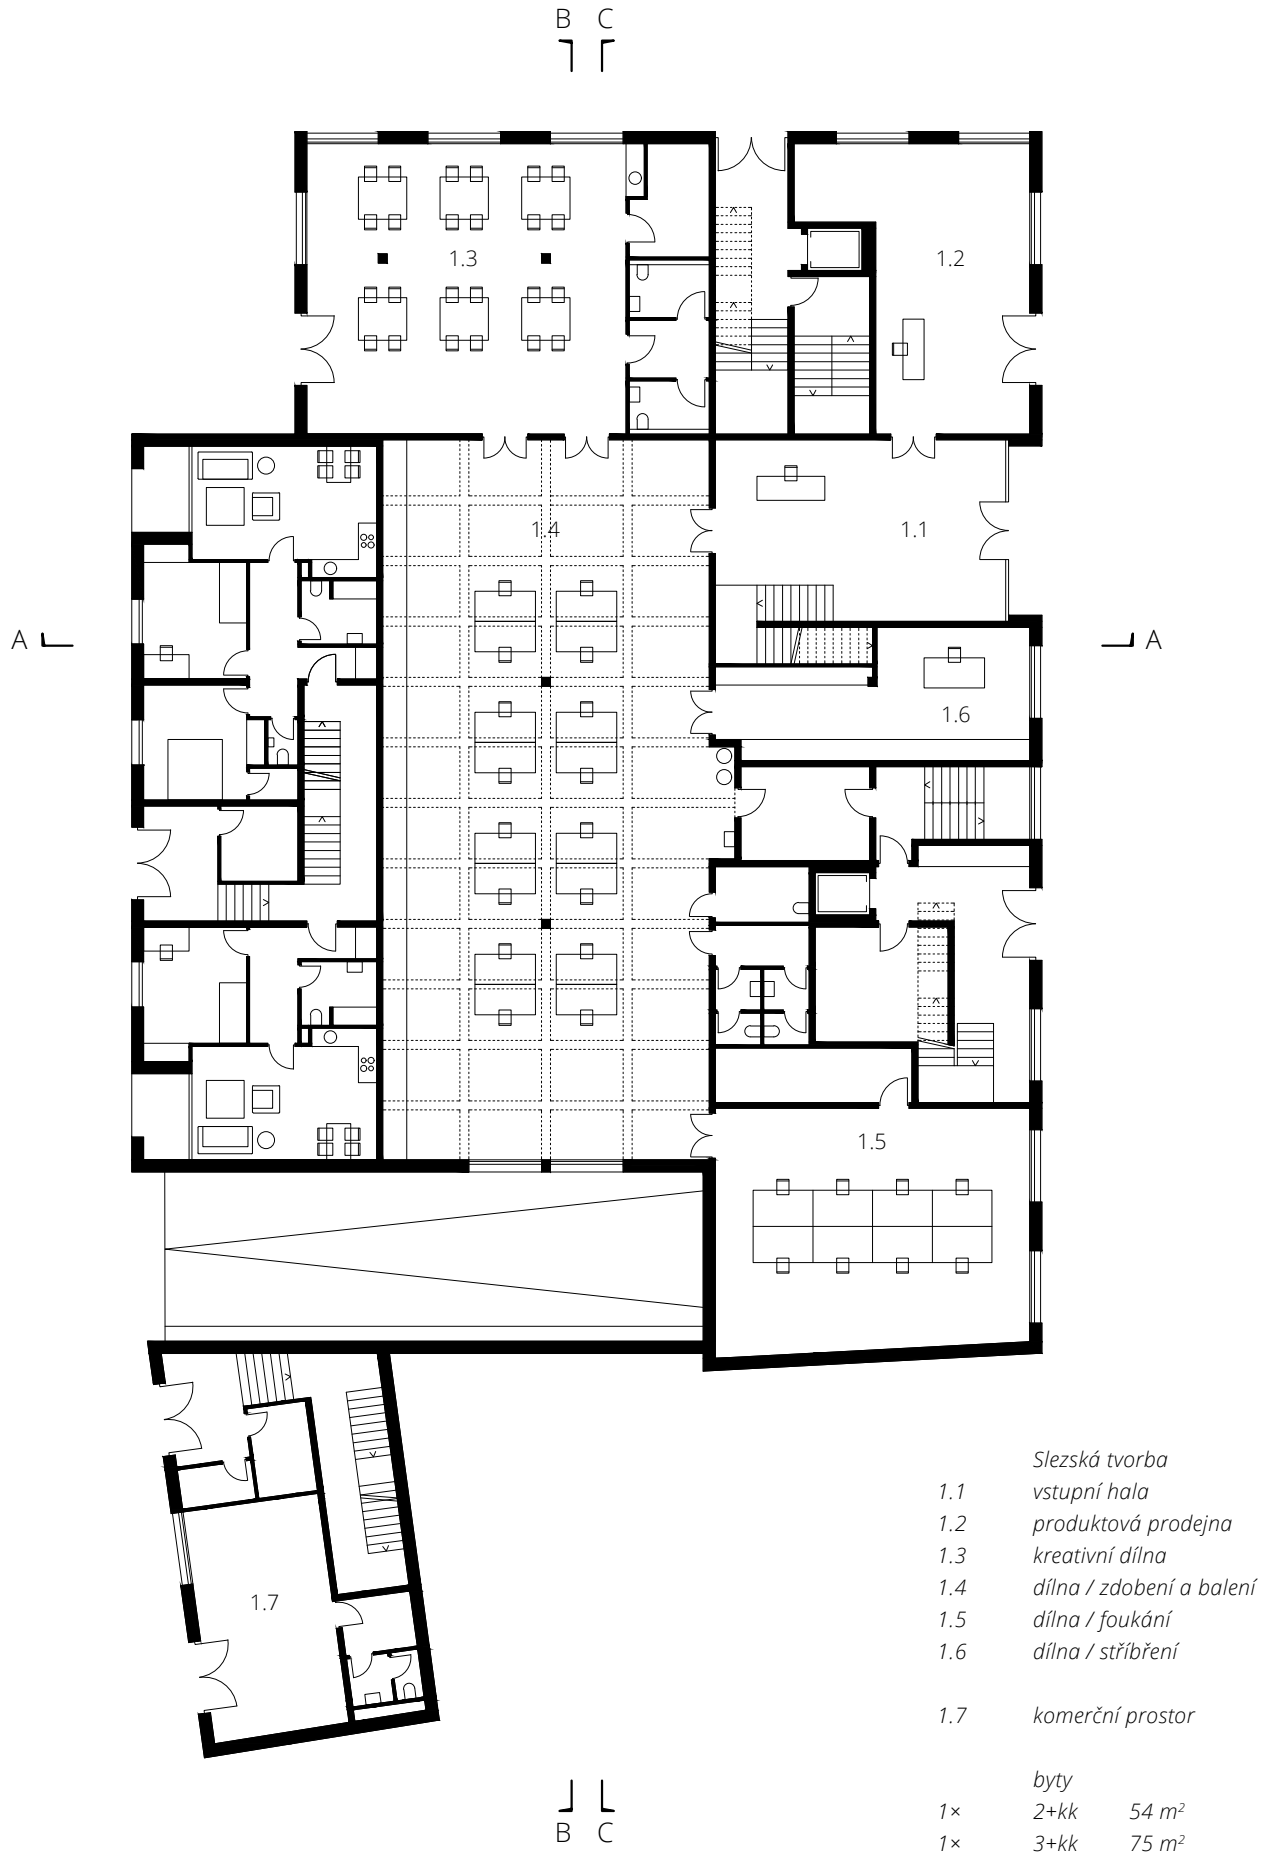 B C
1.3
1.2
1.4
1.1
A
A
1.6
1.5
1.7
Slezská tvorba
1.1 vstupní hala
1.2 produktová prodejna
1.3 kreativní dílna
1.4 dílna / zdobení a balení
1.5 dílna / foukání
1.6 dílna / stříbření
1.7 komerční prostor
byty
1× 2+kk 54 m²
1× 3+kk 75 m²
B C